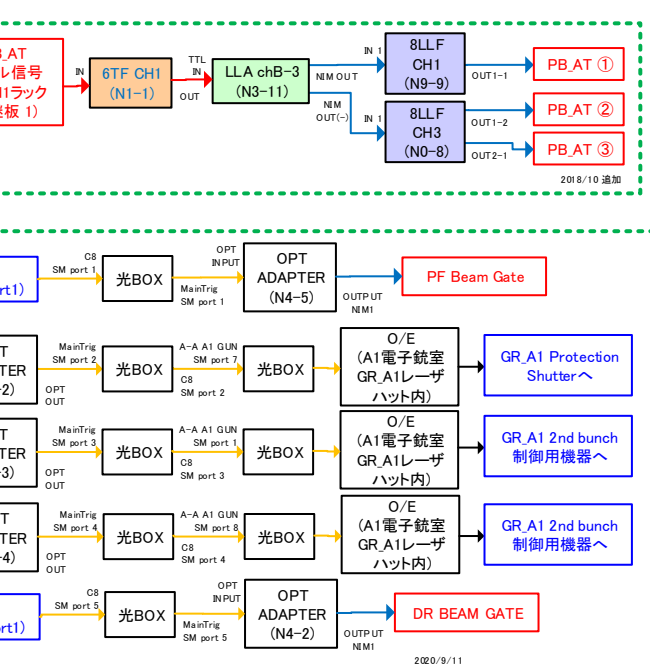 _AT
ル信号
1ラック
板 1)
IN
6TF CH1
(N1-1)
TTL
IN
OUT
LLA chB-3
(N3-11)
NIM OUT
NIM
OUT(-)
IN 1
8LLF
CH1
(N9-9)
OUT1-1
PB_AT ①
IN 1
8LLF
CH3
(N0-8)
OUT1-2
PB_AT ②
OUT2-1
PB_AT ③
2018/10 追加
rt1)
C8
SM port 1
光BOX
MainTrig
SM port 1
OPT
INPUT
OPT
ADAPTER
(N4-5)
OUTPUT
NIM1
PF Beam Gate
T
TER
-2)
OPT
OUT
MainTrig
SM port 2
光BOX
A-A A1 GUN
SM port 7
C8
SM port 2
光BOX
O/E
(A1電子銃室
GR_A1レーザ
ハット内)
GR_A1 Protection
Shutterへ
T
TER
-3)
OPT
OUT
MainTrig
SM port 3
光BOX
A-A A1 GUN
SM port 1
C8
SM port 3
光BOX
O/E
(A1電子銃室
GR_A1レーザ
ハット内)
GR_A1 2nd bunch
制御用機器へ
T
TER
-4)
OPT
OUT
MainTrig
SM port 4
光BOX
A-A A1 GUN
SM port 8
C8
SM port 4
光BOX
O/E
(A1電子銃室
GR_A1レーザ
ハット内)
GR_A1 2nd bunch
制御用機器へ
ort1)
C8
SM port 5
光BOX
MainTrig
SM port 5
OPT
INPUT
OPT
ADAPTER
(N4-2)
OUTPUT
NIM1
DR BEAM GATE
2020/9/11